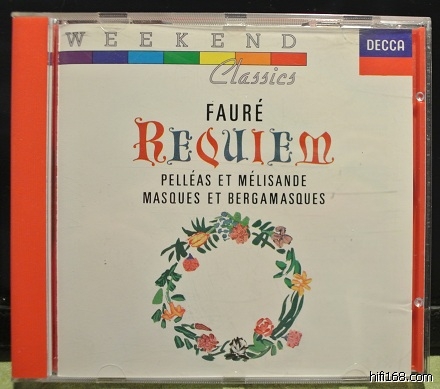 WEEKEND
Classics
DECCA
FAURÉ
REQUIEM
PELLÉAS ET MÉLISANDE
MASQUES ET BERGAMASQUES
hifi168.com